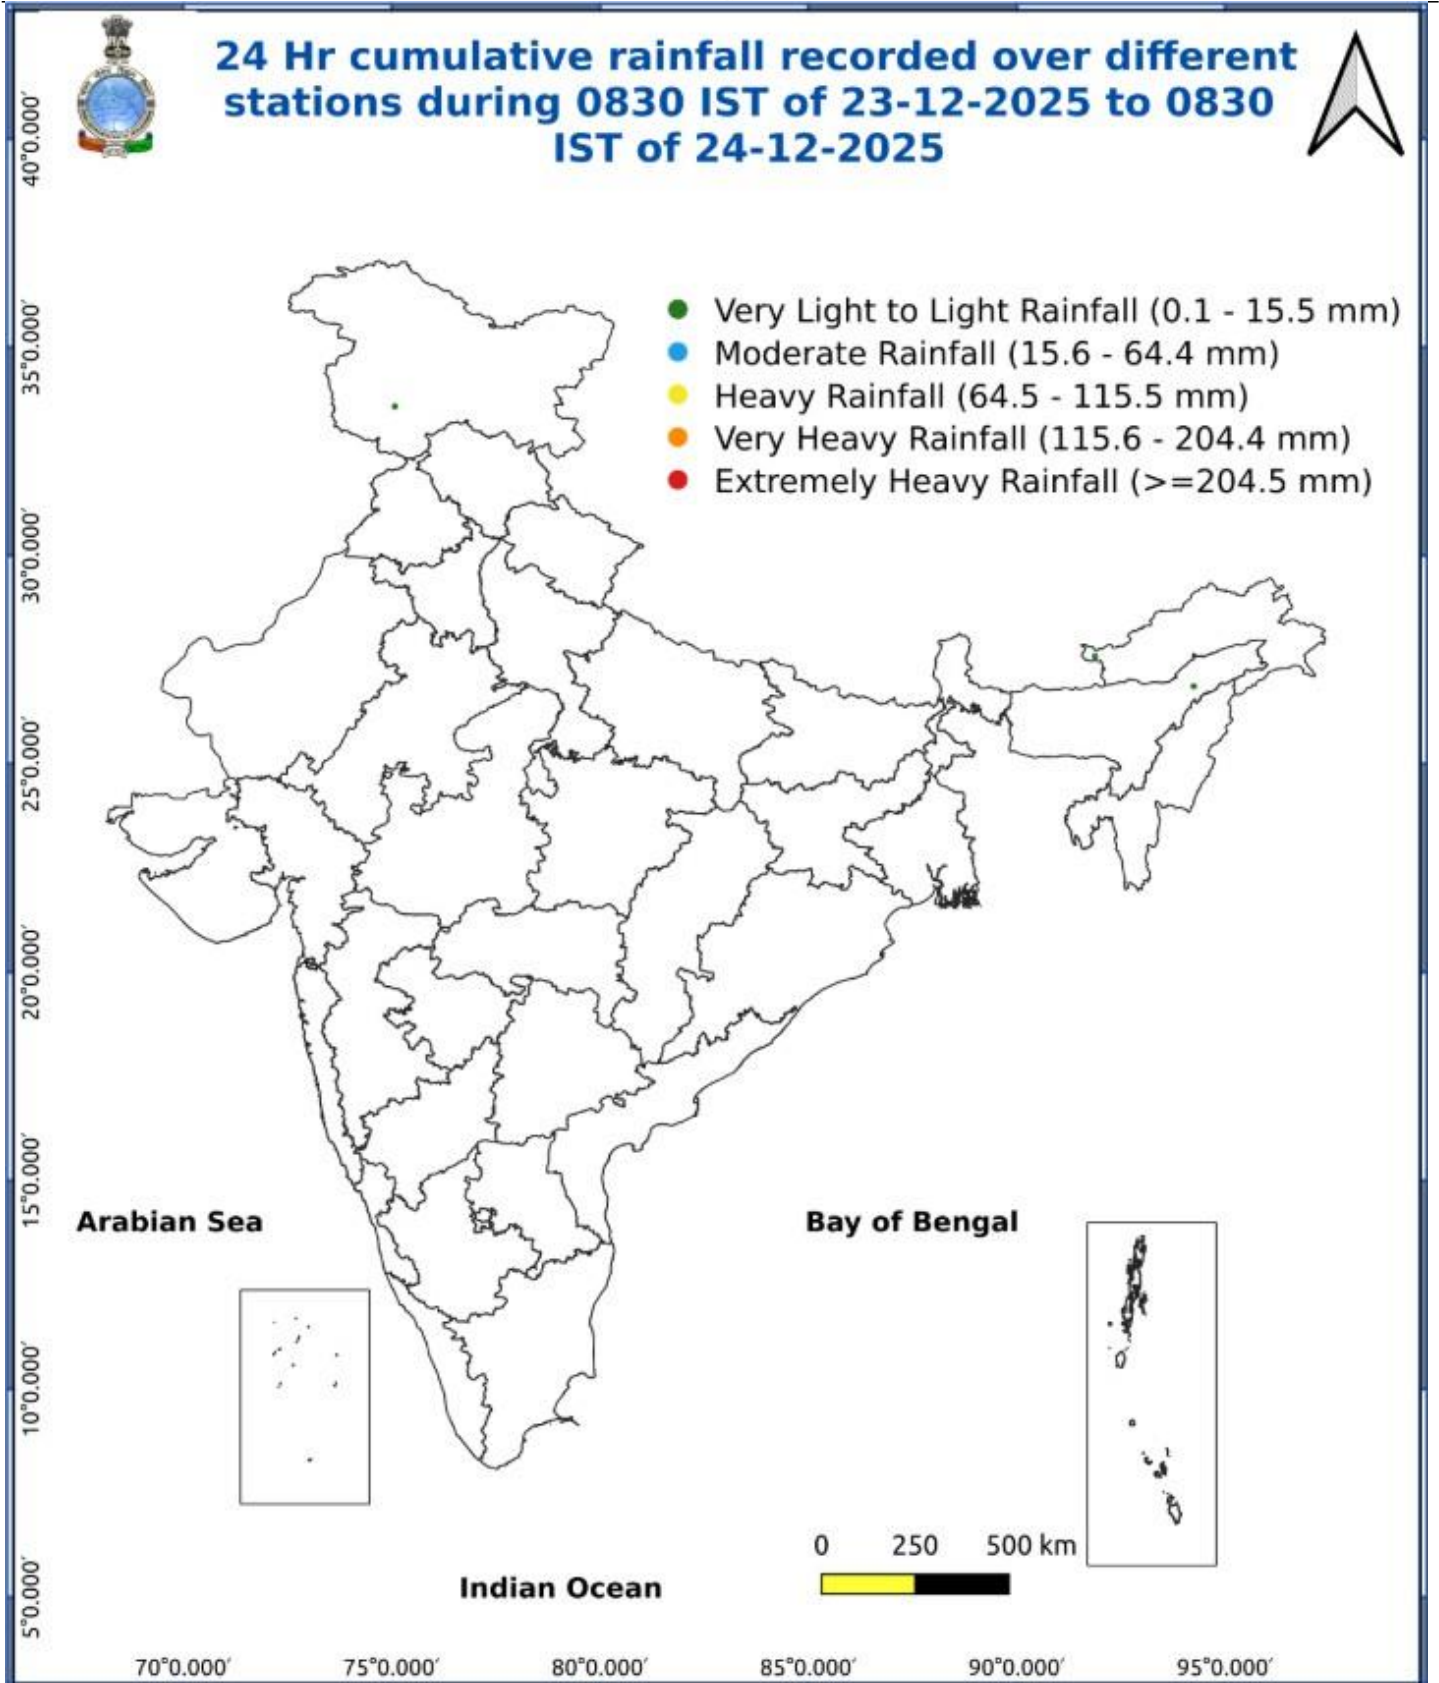 24 Hr cumulative rainfall recorded over different
stations during 0830 IST of 23-12-2025 to 0830
IST of 24-12-2025
Very Light to Light Rainfall (0.1 - 15.5 mm)
Moderate Rainfall (15.6 - 64.4 mm)
Heavy Rainfall (64.5 - 115.5 mm)
Very Heavy Rainfall (115.6 - 204.4 mm)
Extremely Heavy Rainfall (>=204.5 mm)
40°0.000′
35°0.000′
30°0.000′
25°0.000′
20°0.000′
15°0.000′
10°0.000′
5°0.000′
Arabian Sea
Bay of Bengal
Indian Ocean
0 250 500 km
70°0.000′ 75°0.000′ 80°0.000′ 85°0.000′ 90°0.000′ 95°0.000′